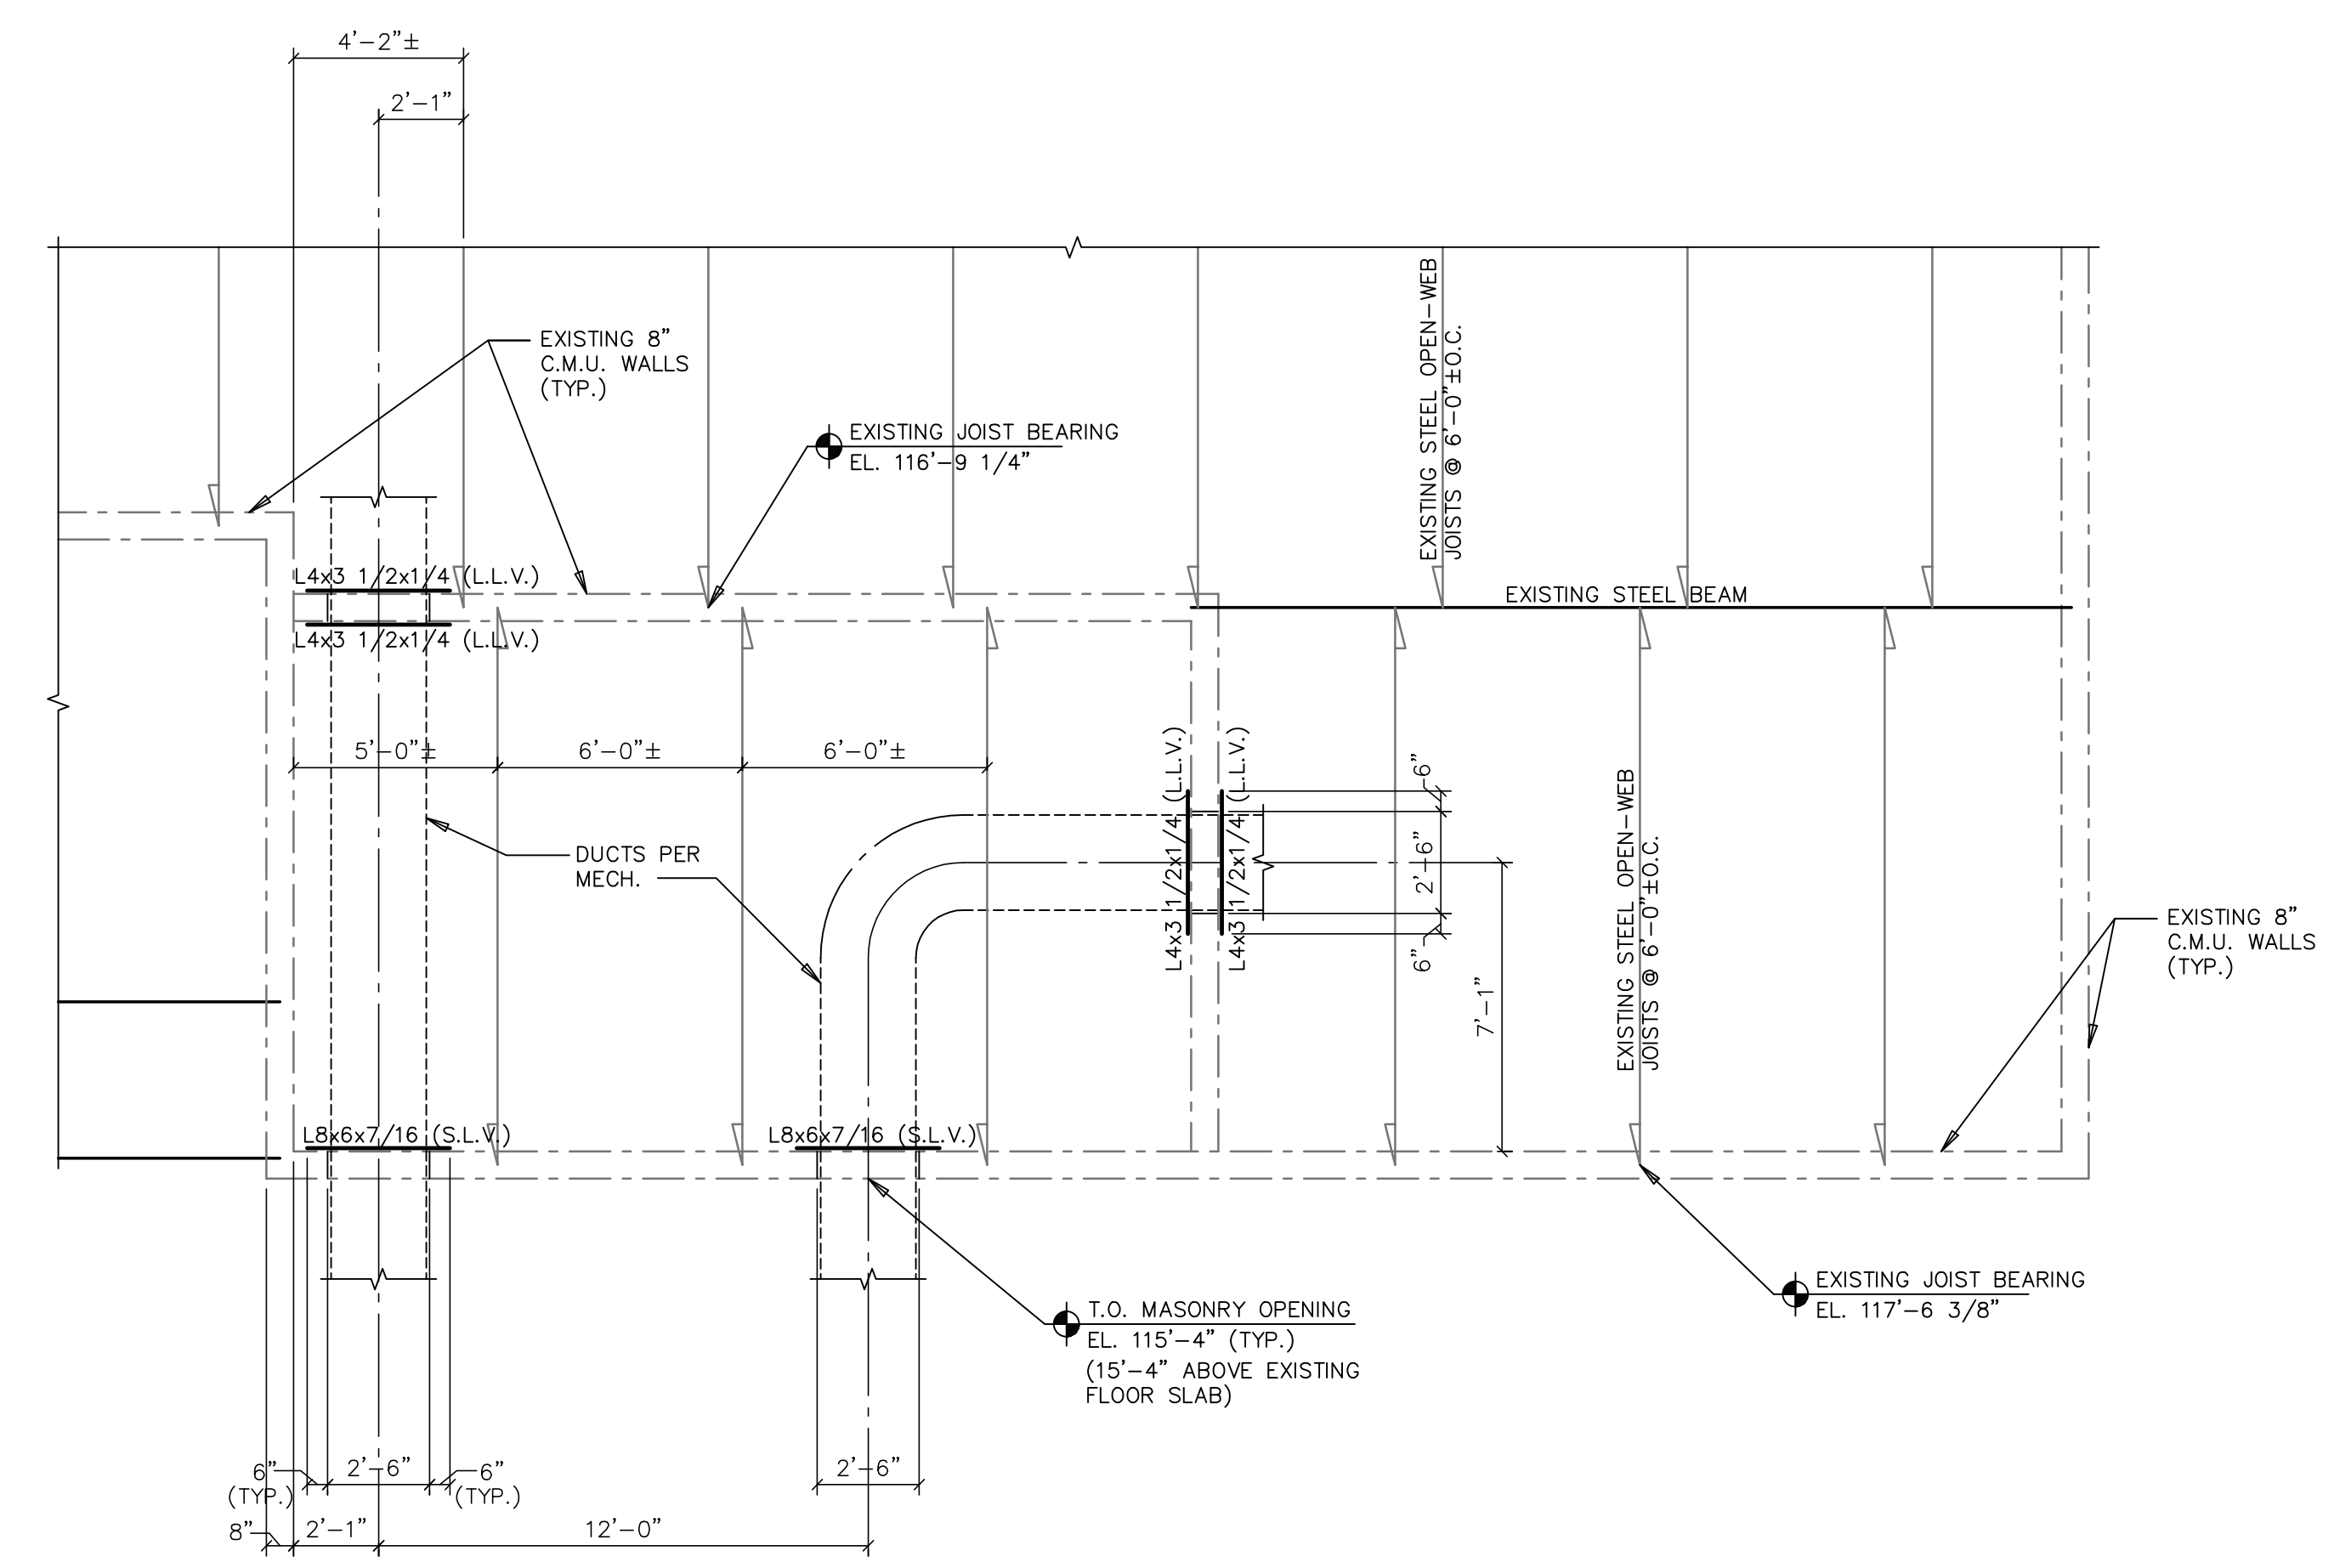 4'-2"±
2'-1"
EXISTING 8"
C.M.U. WALLS
(TYP.)
EXISTING JOIST BEARING
EL. 116'-9 1/4"
EXISTING STEEL OPEN-WEB
JOISTS @ 6'-0"±O.C.
L4x3 1/2x1/4 (L.L.V.)
L4x3 1/2x1/4 (L.L.V.)
EXISTING STEEL BEAM
5'-0"±
6'-0"±
6'-0"±
L4x3 1/2x1/4 (L.L.V.)
L4x3 1/2x1/4 (L.L.V.)
6"
2'-6"
6"
7'-1"
DUCTS PER
MECH.
EXISTING STEEL OPEN-WEB
JOISTS @ 6'-0"±O.C.
EXISTING 8"
C.M.U. WALLS
(TYP.)
L8x6x7/16 (S.L.V.)
L8x6x7/16 (S.L.V.)
EXISTING JOIST BEARING
EL. 117'-6 3/8"
T.O. MASONRY OPENING
EL. 115'-4" (TYP.)
(15'-4" ABOVE EXISTING
FLOOR SLAB)
6"
(TYP.)
2'-6"
6"
(TYP.)
2'-6"
8"
2'-1"
12'-0"